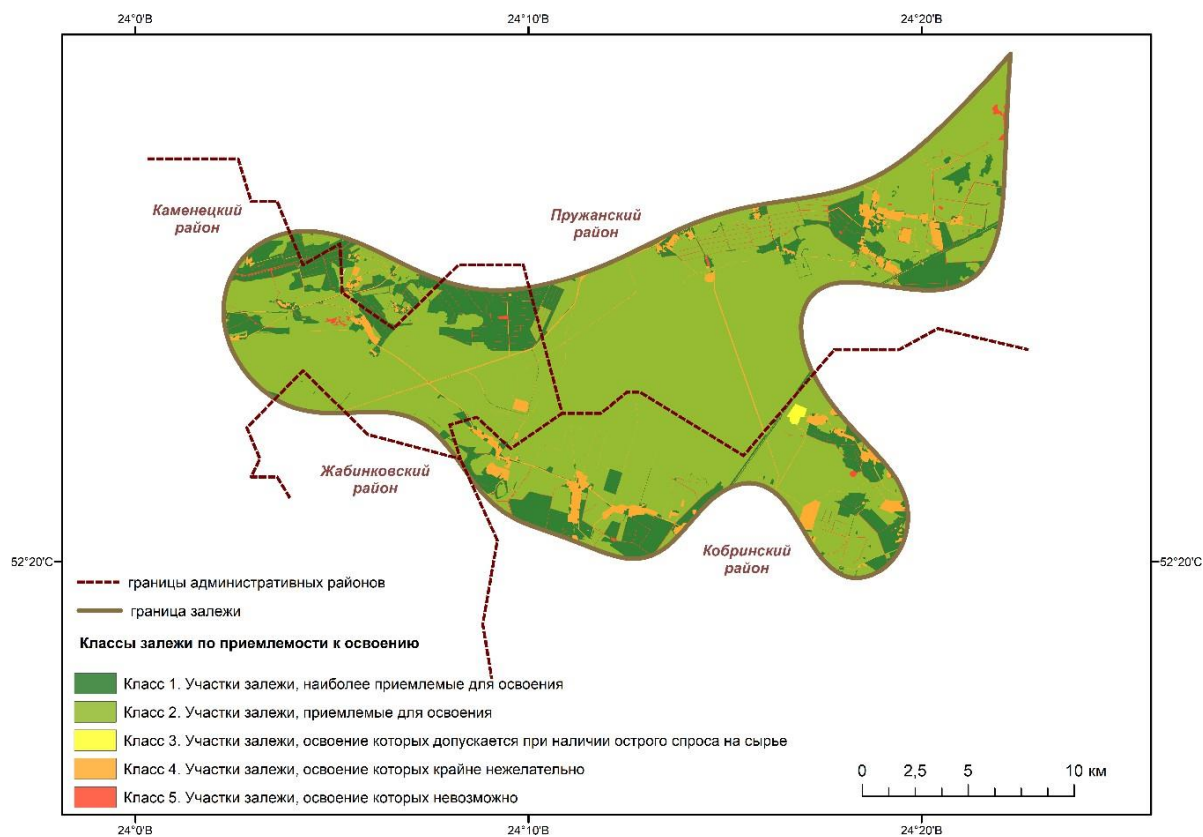 24°0'В 24°10'В 24°20'В
Каменецкий
район
Пружанский
район
Жабинковский
район
Кобринский
район
52°20'С 52°20'С
границы административных районов
граница залежи
Классы залежи по приемлемости к освоению
Класс 1. Участки залежи, наиболее приемлемые для освоения
Класс 2. Участки залежи, приемлемые для освоения
Класс 3. Участки залежи, освоение которых допускается при наличии острого спроса на сырье
Класс 4. Участки залежи, освоение которых крайне нежелательно
Класс 5. Участки залежи, освоение которых невозможно
0 2,5 5 10 км
24°0'В 24°10'В 24°20'В